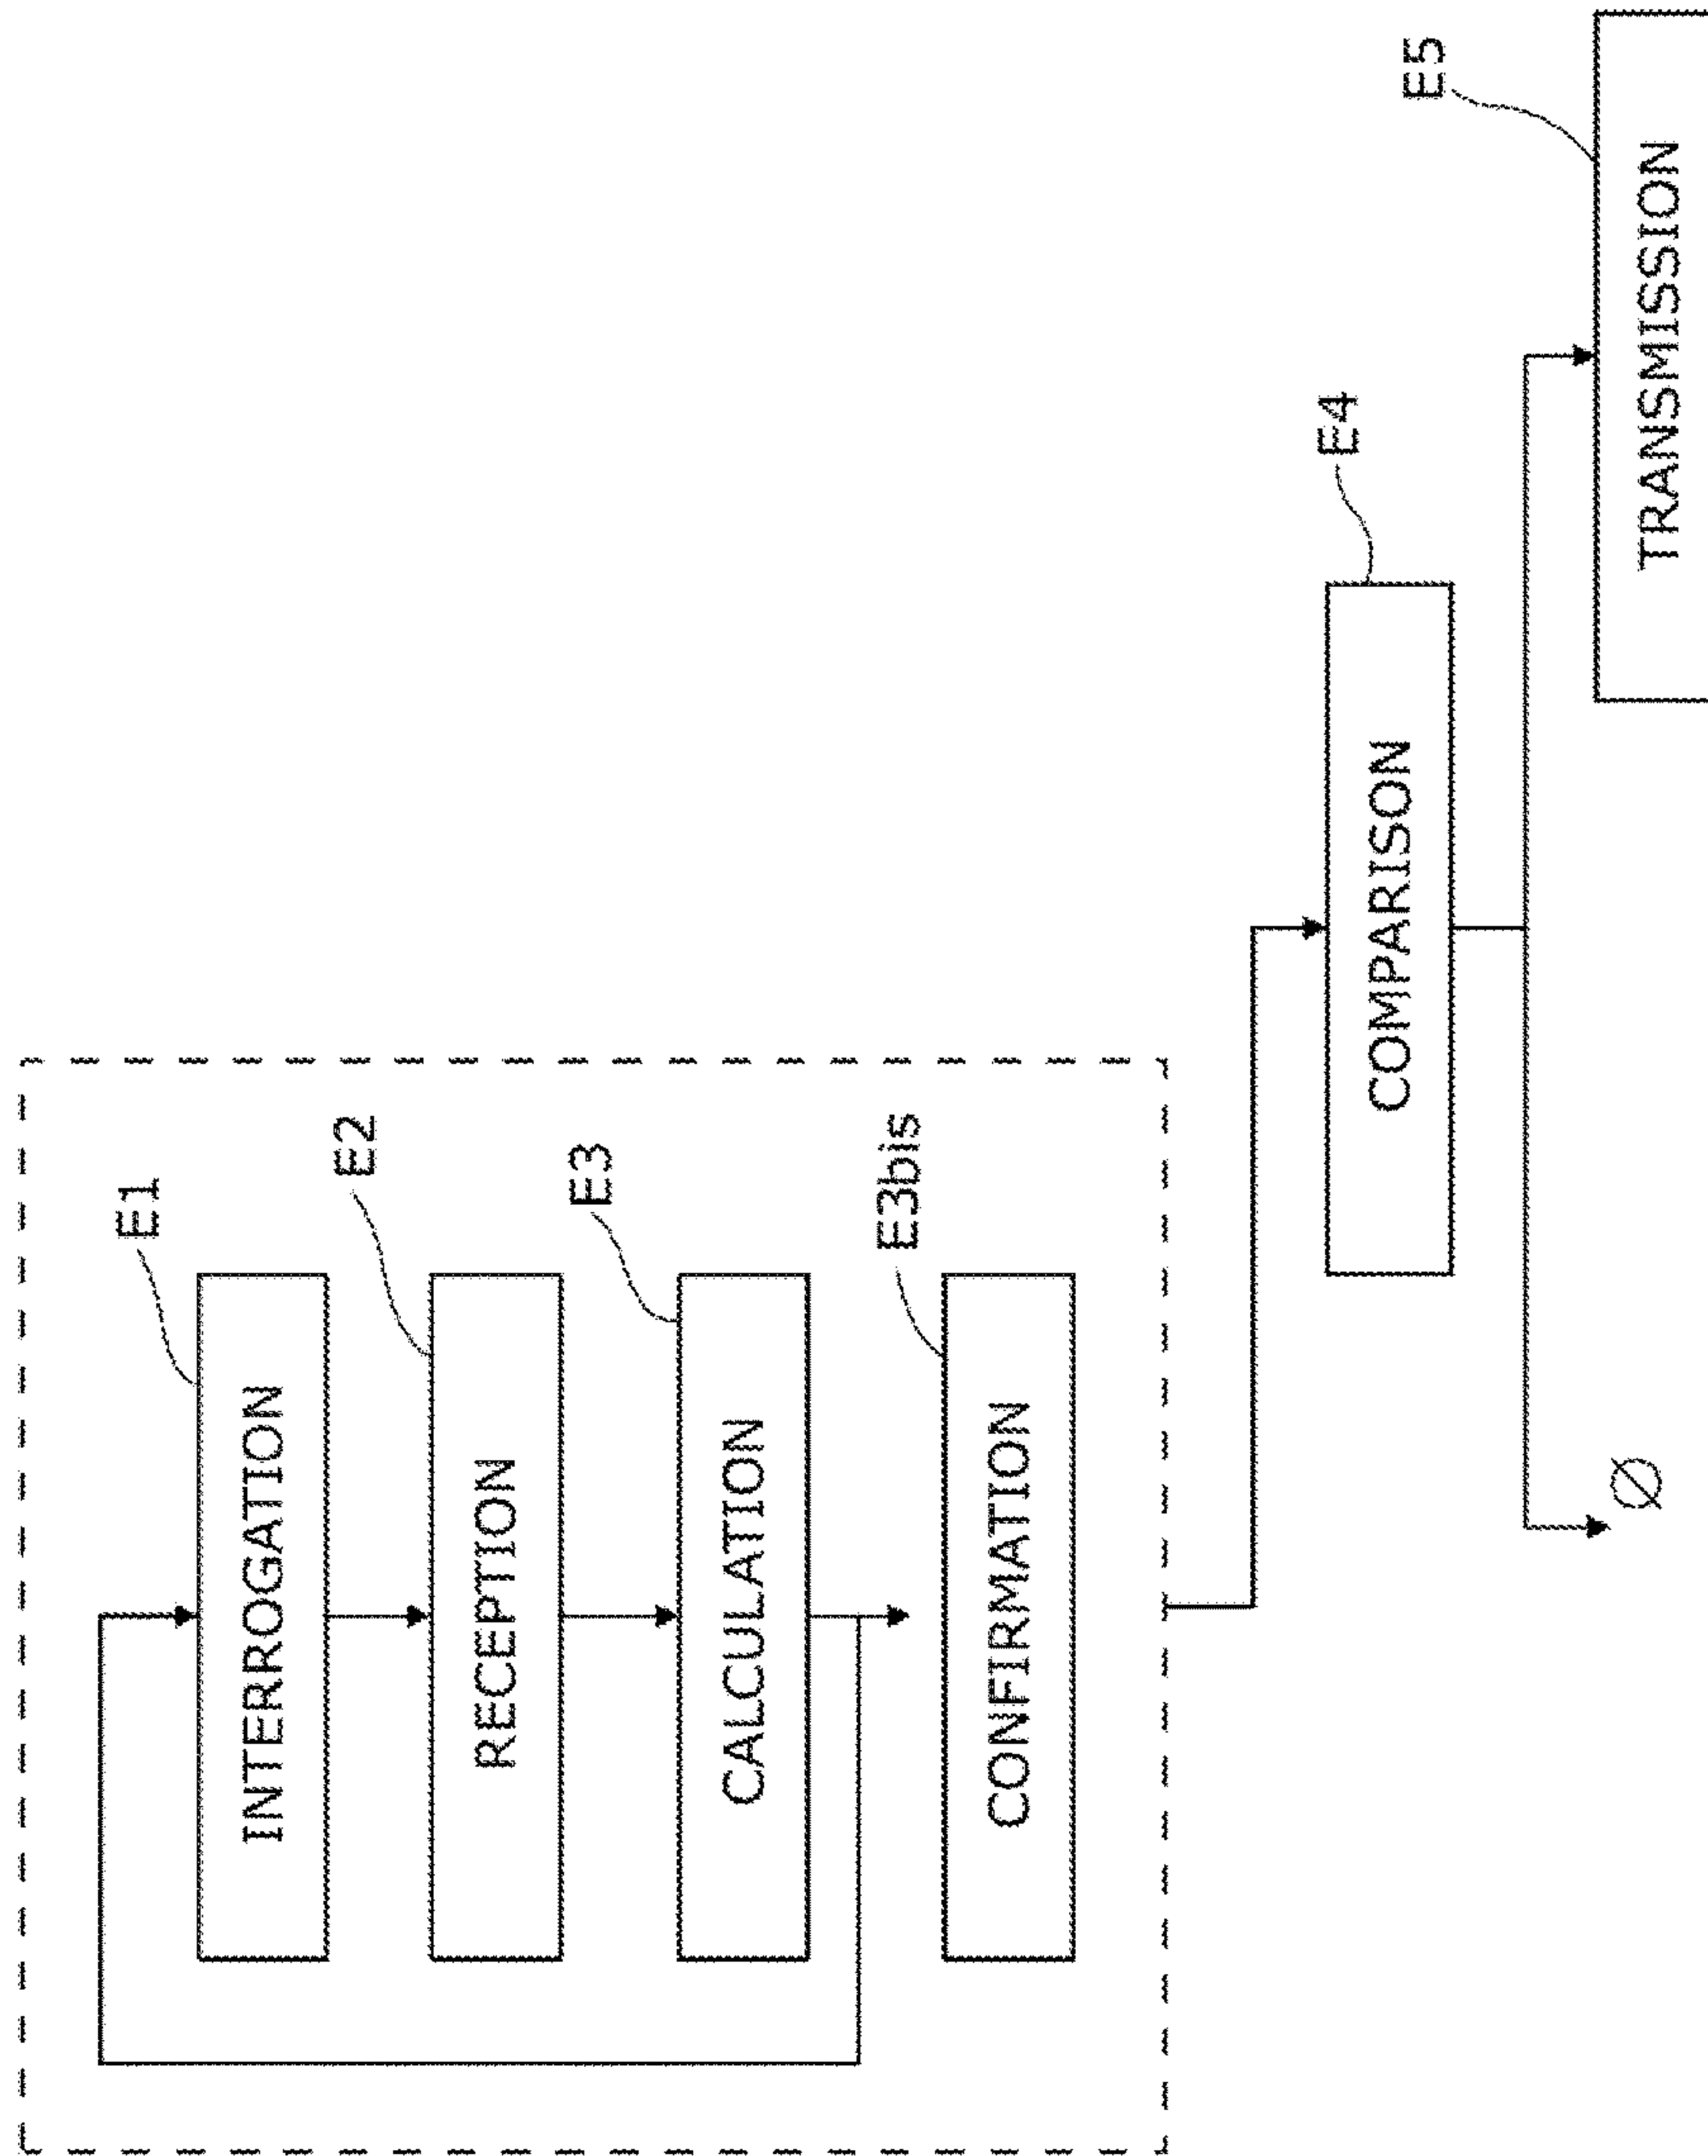 E1
INTERROGATION
E2
RECEPTION
E3
CALCULATION
E3bis
CONFIRMATION
E4
COMPARISON
E5
TRANSMISSION
Ø